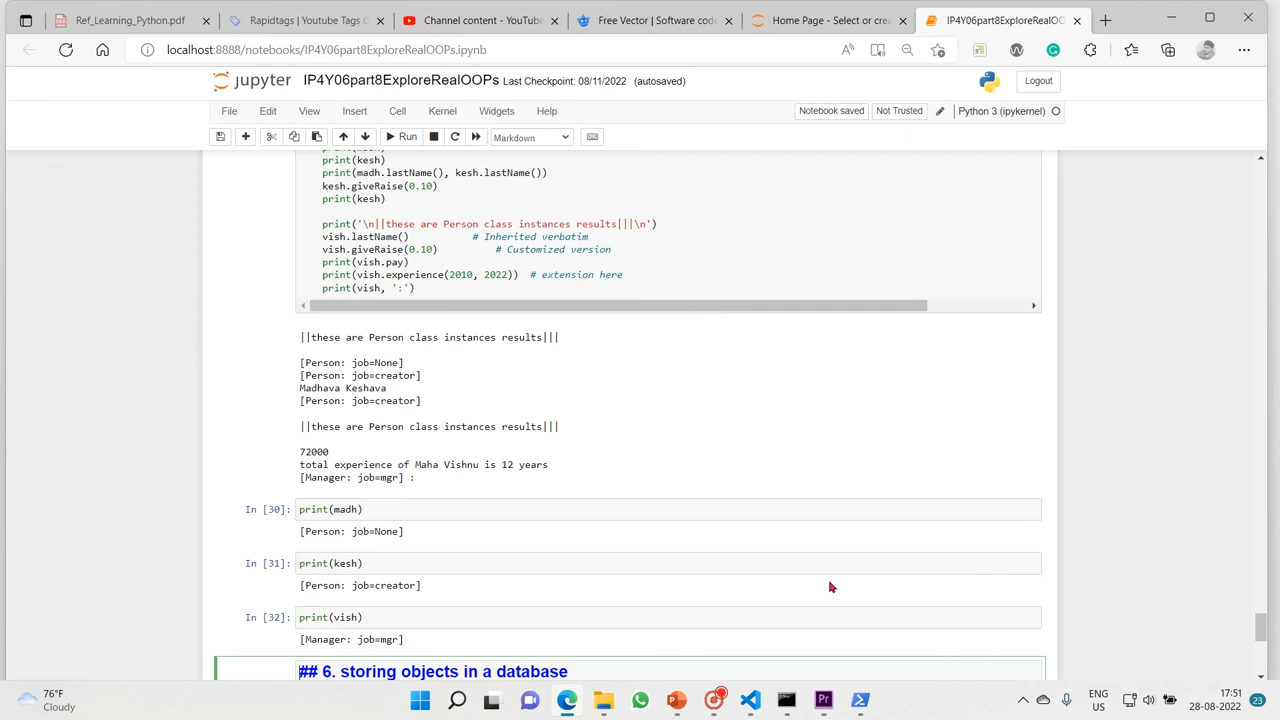 Ref_Learning_Python.pdf
Rapidtags | Youtube Tags G
Channel content - YouTube
Free Vector | Software code
Home Page - Select or crea
IP4Y06part8ExploreRealOO
localhost:8888/notebooks/IP4Y06part8ExploreRealOOPs.ipynb
jupyter IP4Y06part8ExploreRealOOPs Last Checkpoint: 08/11/2022 (autosaved)
Logout
File Edit View Insert Cell Kernel Widgets Help
Notebook saved Not Trusted Python 3 (ipykernel)
Run Markdown
print(kesh)
print(madh.lastName(), kesh.lastName())
kesh.giveRaise(0.10)
print(kesh)
print('\n||these are Person class instances results|||\n')
vish.lastName() # Inherited verbatim
vish.giveRaise(0.10) # Customized version
print(vish.pay)
print(vish.experience(2010, 2022)) # extension here
print(vish, ':')
||these are Person class instances results|||
[Person: job=None]
[Person: job=creator]
Madhava Keshava
[Person: job=creator]
||these are Person class instances results|||
72000
total experience of Maha Vishnu is 12 years
[Manager: job=mgr] :
In [30]: print(madh)
[Person: job=None]
In [31]: print(kesh)
[Person: job=creator]
In [32]: print(vish)
[Manager: job=mgr]
## 6. storing objects in a database
76°F
Cloudy
ENG
US
17:51
28-08-2022
23